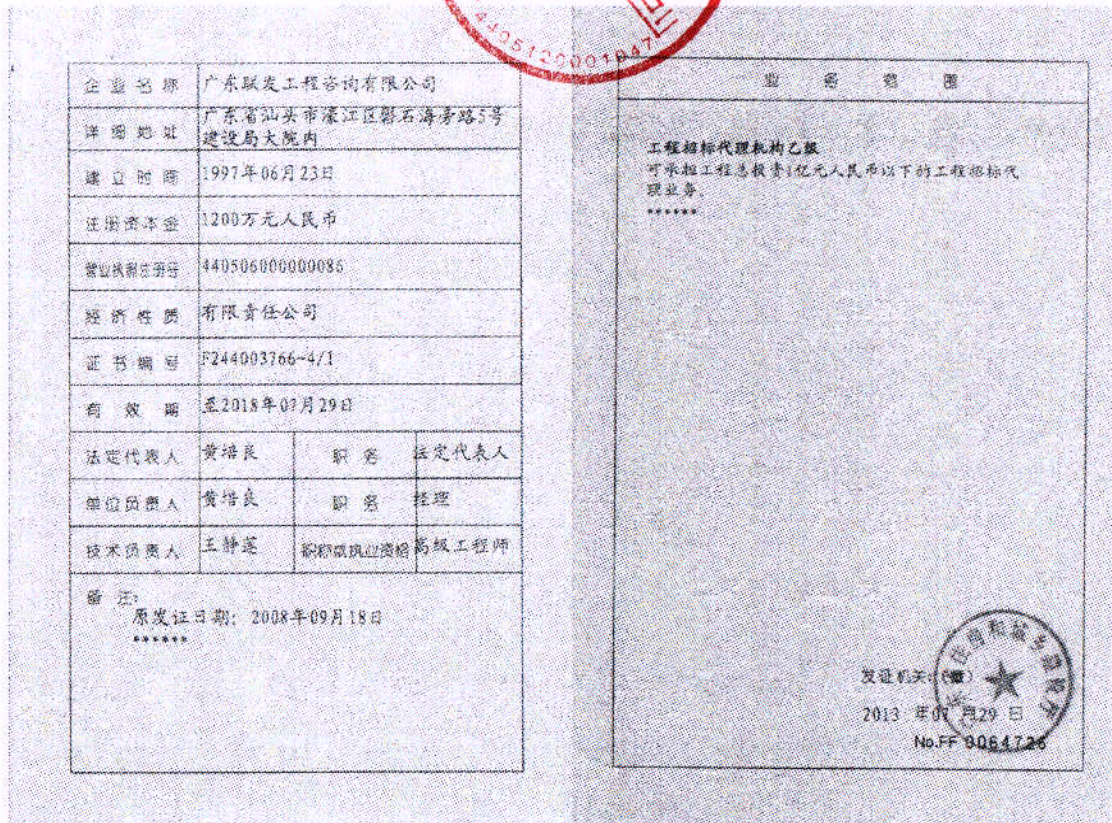 4405120001047
企业名称 广东联发工程咨询有限公司
详细地址 广东省汕头市濠江区磐石海旁路5号
建设局大院内
建立时间 1997年06月23日
注册资本金 1200万元人民币
营业执照注册号 440506000000086
经济性质 有限责任公司
证书编号 F244003766-4/1
有效期 至2018年07月29日
法定代表人 黄培良 职务 法定代表人
单位负责人 黄培良 职务 经理
技术负责人 王静莲 职称或执业资格 高级工程师
备注:
原发证日期: 2008年09月18日
******
业务范围
工程招标代理机构乙级
可承担工程总投资1亿元人民币以下的工程招标代
理业务。
******
发证机关:(章)
2013 年07 月29 日
No.FF 0064726
省住房和城乡建设厅